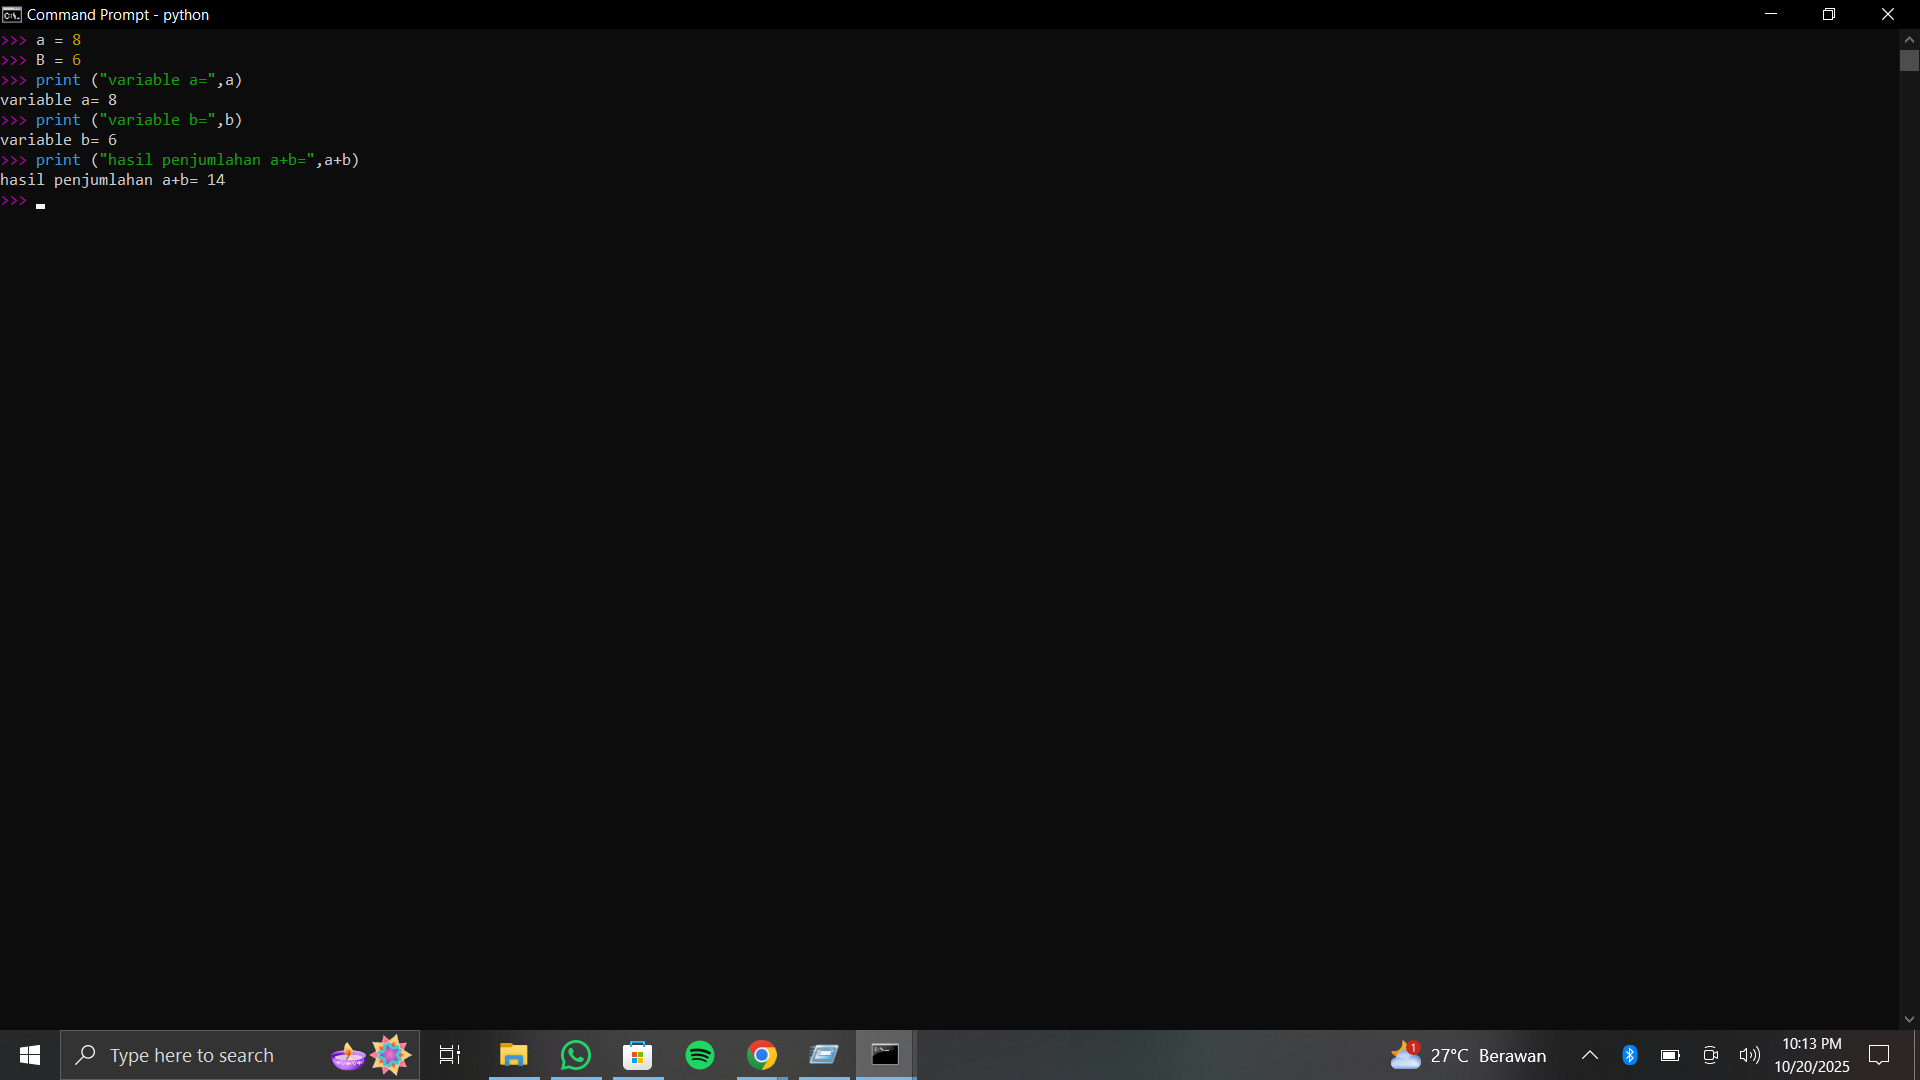 Command Prompt - python
>>> a = 8
>>> B = 6
>>> print ("variable a=",a)
variable a= 8
>>> print ("variable b=",b)
variable b= 6
>>> print ("hasil penjumlahan a+b=",a+b)
hasil penjumlahan a+b= 14
>>>
Type here to search
1
27°C Berawan
10:13 PM
10/20/2025